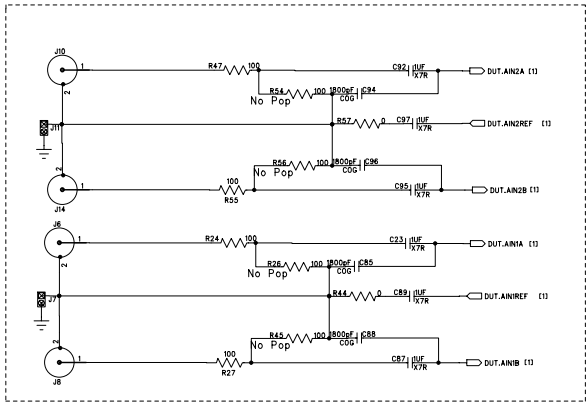 J10
1
2
R47 100
C92 1UF
X7R
DUT.AIN2A [1]
R54 100
No Pop
1800pF C94
COG
J11
R57 0
C97 1UF
X7R
DUT.AIN2REF [1]
R56 100
No Pop
1800pF C96
COG
2
1
J14
100
R55
C95 1UF
X7R
DUT.AIN2B [1]
J6
1
2
R24 100
C23 1UF
X7R
DUT.AIN1A [1]
R26 100
No Pop
1800pF C85
COG
J7
R44 0
C89 1UF
X7R
DUT.AIN1REF [1]
R45 100
No Pop
1800pF C88
COG
2
1
J8
100
R27
C87 1UF
X7R
DUT.AIN1B [1]